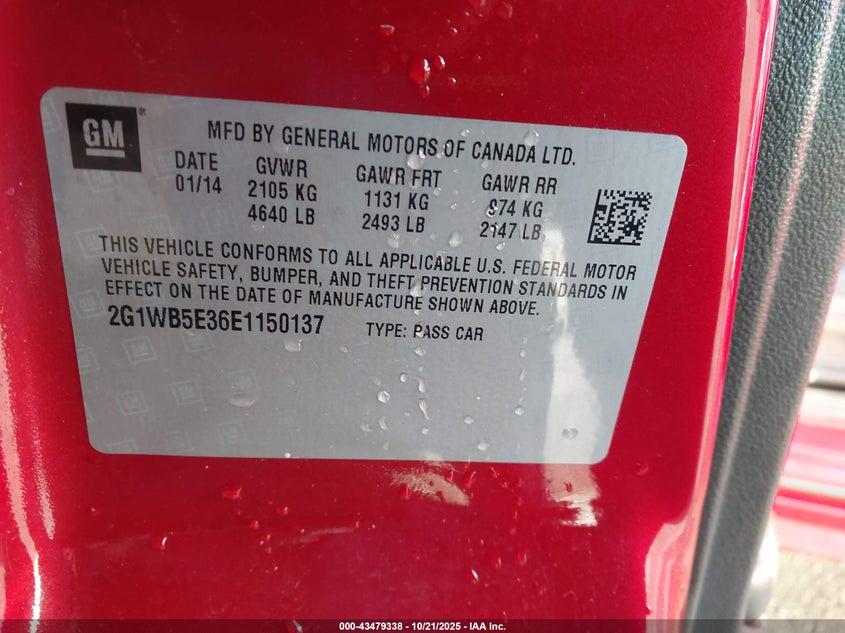 GM®
MFD BY GENERAL MOTORS OF CANADA LTD.
DATE GVWR GAWR FRT GAWR RR
01/14 2105 KG 1131 KG 974 KG
4640 LB 2493 LB 2147 LB
THIS VEHICLE CONFORMS TO ALL APPLICABLE U.S. FEDERAL MOTOR
VEHICLE SAFETY, BUMPER, AND THEFT PREVENTION STANDARDS IN
EFFECT ON THE DATE OF MANUFACTURE SHOWN ABOVE.
2G1WB5E36E1150137 TYPE: PASS CAR
000-43479338 - 10/21/2025 - IAA Inc.